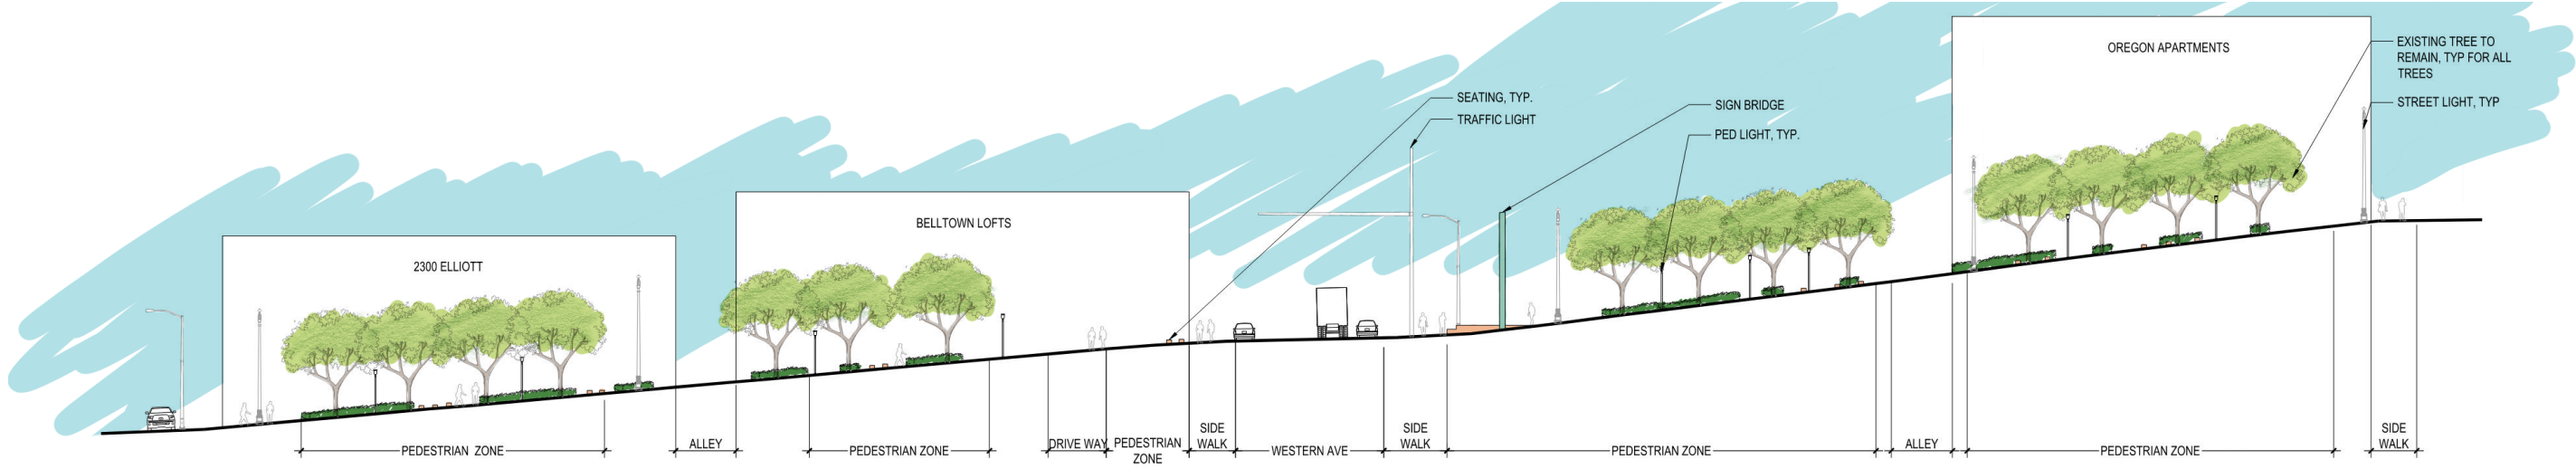 OREGON APARTMENTS
EXISTING TREE TO
REMAIN, TYP FOR ALL
TREES
STREET LIGHT, TYP
SEATING, TYP.
TRAFFIC LIGHT
SIGN BRIDGE
PED LIGHT, TYP.
BELLTOWN LOFTS
2300 ELLIOTT
PEDESTRIAN ZONE
ALLEY
PEDESTRIAN ZONE
DRIVE WAY
PEDESTRIAN
ZONE
SIDE
WALK
WESTERN AVE
SIDE
WALK
PEDESTRIAN ZONE
ALLEY
PEDESTRIAN ZONE
SIDE
WALK